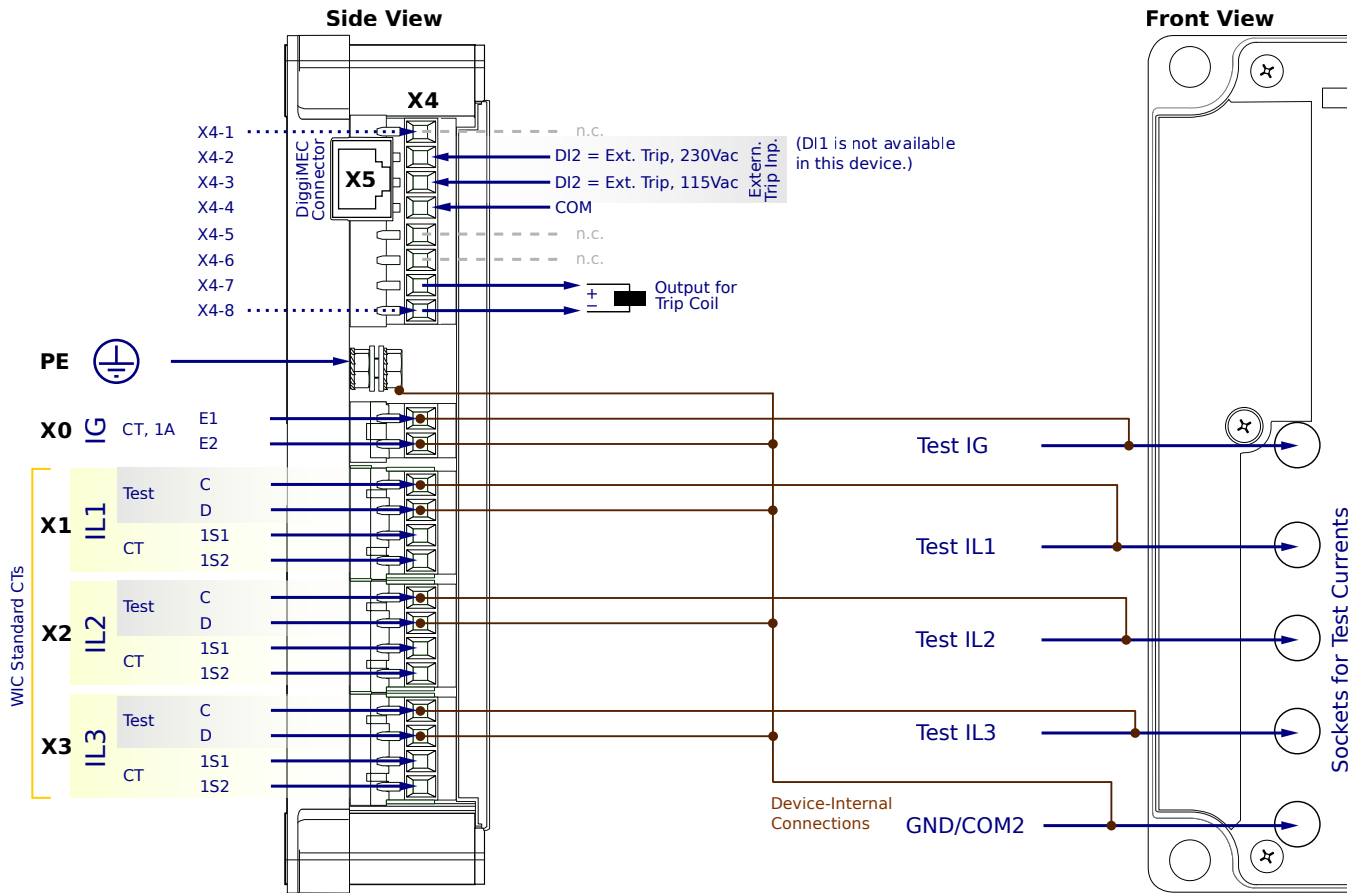 Side View
Front View
X4
X4-1
n.c.
X4-2
DI2 = Ext. Trip, 230Vac
X4-3
DI2 = Ext. Trip, 115Vac
X4-4
COM
Extern.
Trip Inp.
(DI1 is not available
in this device.)
DiggiMEC
Connector
X5
X4-5
n.c.
X4-6
n.c.
X4-7
X4-8
+
−
Output for
Trip Coil
PE
X0
IG
CT, 1A
E1
E2
Test IG
WIC Standard CTs
X1
IL1
Test
C
D
CT
1S1
1S2
Test IL1
X2
IL2
Test
C
D
CT
1S1
1S2
Test IL2
X3
IL3
Test
C
D
CT
1S1
1S2
Test IL3
Device-Internal
Connections
GND/COM2
Sockets for Test Currents